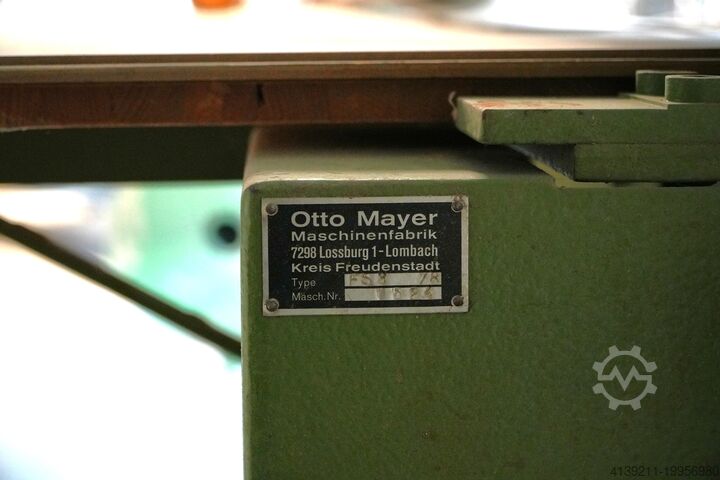 Otto Mayer
Maschinenfabrik
7298 Lossburg 1-Lombach
Kreis Freudenstadt
Type
Masch.Nr.
4139211-19956980